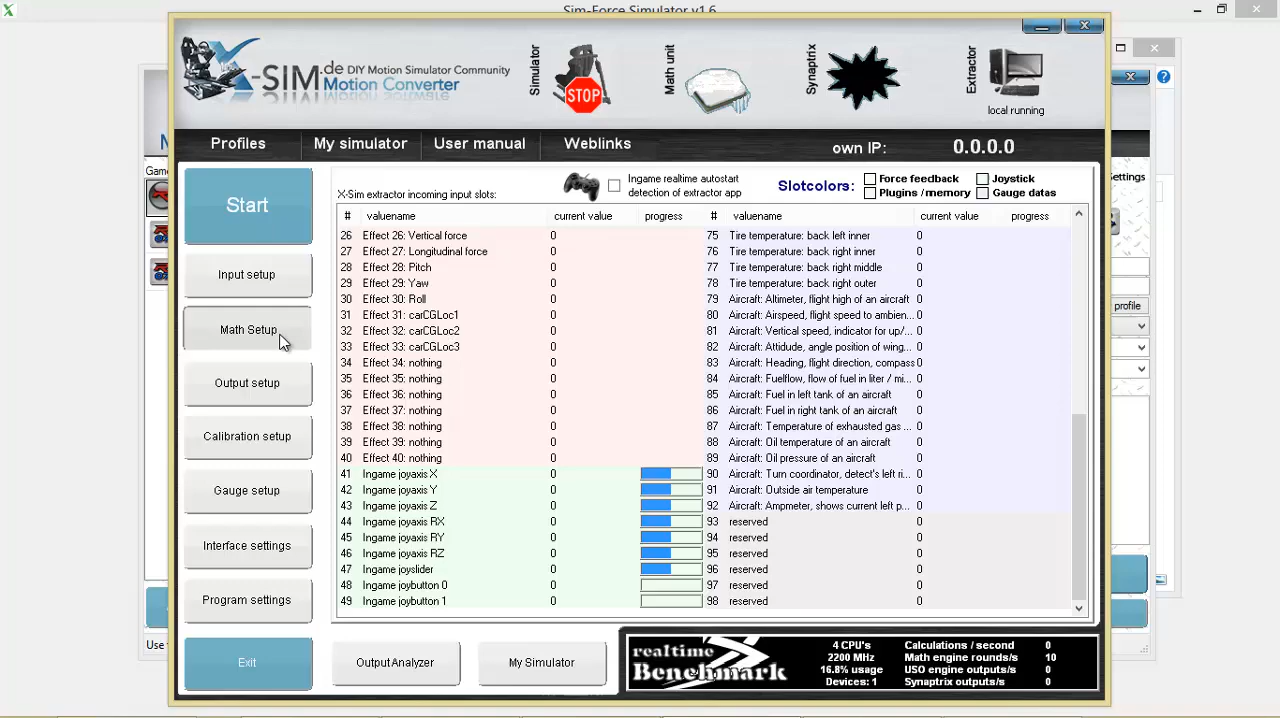 Sim-Force Simulator v1.6
X-SIM.de DIY Motion Simulator Community
Motion Converter
Simulator
STOP
Math unit
Synaptrix
Extractor
local running
Profiles
My simulator
User manual
Weblinks
own IP:
0.0.0.0
Start
Input setup
Math Setup
Output setup
Calibration setup
Gauge setup
Interface settings
Program settings
Exit
X-Sim extractor incoming input slots:
Ingame realtime autostart
detection of extractor app
Slotcolors:
Force feedback
Joystick
Plugins / memory
Gauge datas
# valuename current value progress # valuename current value progress
26 Effect 26: Vertical force 0 75 Tire temperature: back left inner 0
27 Effect 27: Longitudinal force 0 76 Tire temperature: back right inner 0
28 Effect 28: Pitch 0 77 Tire temperature: back right middle 0
29 Effect 29: Yaw 0 78 Tire temperature: back right outer 0
30 Effect 30: Roll 0 79 Aircraft: Altimeter, flight high of an aircraft 0
31 Effect 31: carCGLoc1 0 80 Aircraft: Airspeed, flight speed to ambien... 0
32 Effect 32: carCGLoc2 0 81 Aircraft: Vertical speed, indicator for up/... 0
33 Effect 33: carCGLoc3 0 82 Aircraft: Attidude, angle position of wing... 0
34 Effect 34: nothing 0 83 Aircraft: Heading, flight direction, compass 0
35 Effect 35: nothing 0 84 Aircraft: Fuelflow, flow of fuel in liter / mi... 0
36 Effect 36: nothing 0 85 Aircraft: Fuel in left tank of an aircraft 0
37 Effect 37: nothing 0 86 Aircraft: Fuel in right tank of an aircraft 0
38 Effect 38: nothing 0 87 Aircraft: Temperature of exhausted gas ... 0
39 Effect 39: nothing 0 88 Aircraft: Oil temperature of an aircraft 0
40 Effect 40: nothing 0 89 Aircraft: Oil pressure of an aircraft 0
41 Ingame joyaxis X 0 90 Aircraft: Turn coordinator, detect's left ri... 0
42 Ingame joyaxis Y 0 91 Aircraft: Outside air temperature 0
43 Ingame joyaxis Z 0 92 Aircraft: Ampmeter, shows current left p... 0
44 Ingame joyaxis RX 0 93 reserved 0
45 Ingame joyaxis RY 0 94 reserved 0
46 Ingame joyaxis RZ 0 95 reserved 0
47 Ingame joyslider 0 96 reserved 0
48 Ingame joybutton 0 0 97 reserved 0
49 Ingame joybutton 1 0 98 reserved 0
OutputAnalyzer
My Simulator
realtime
Benchmark
4 CPU's Calculations / second 0
2200 MHz Math engine rounds/s 10
16.8% usage USO engine outputs/s 0
Devices: 1 Synaptrix outputs/s 0
Game
Use
Settings
profile